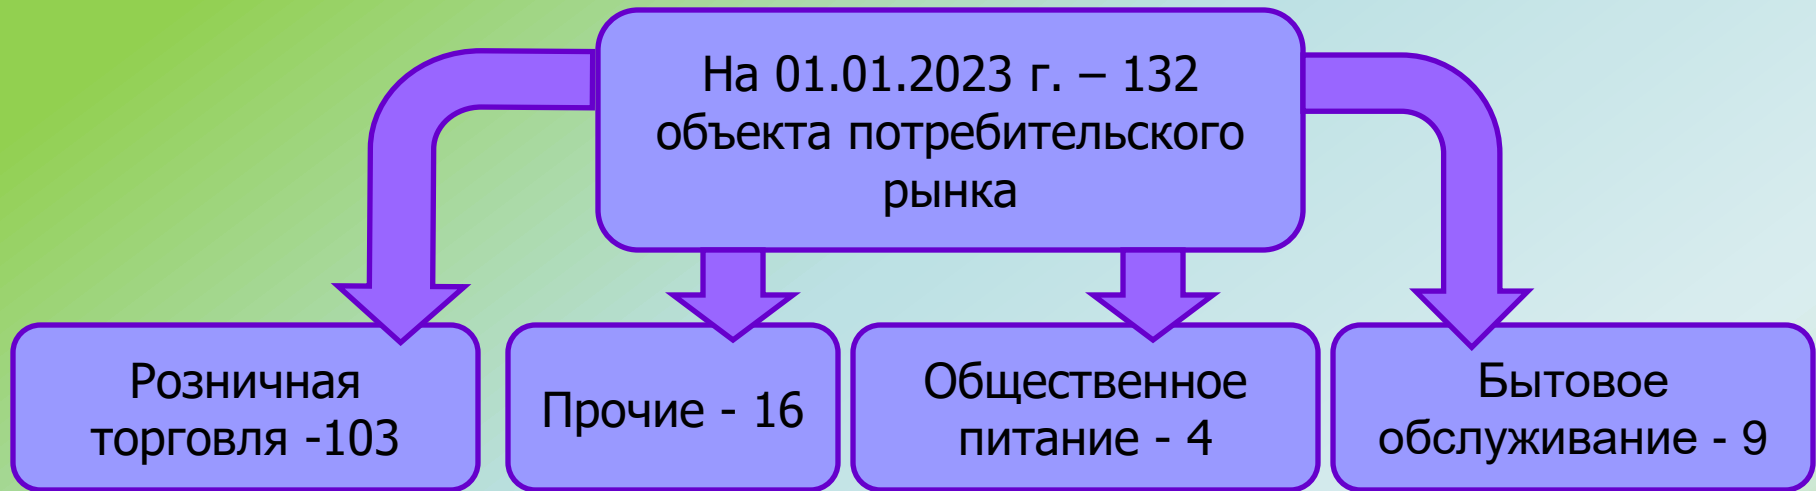 На 01.01.2023 г. – 132
объекта потребительского
рынка
Розничная
торговля -103
Прочие - 16
Общественное
питание - 4
Бытовое
обслуживание - 9